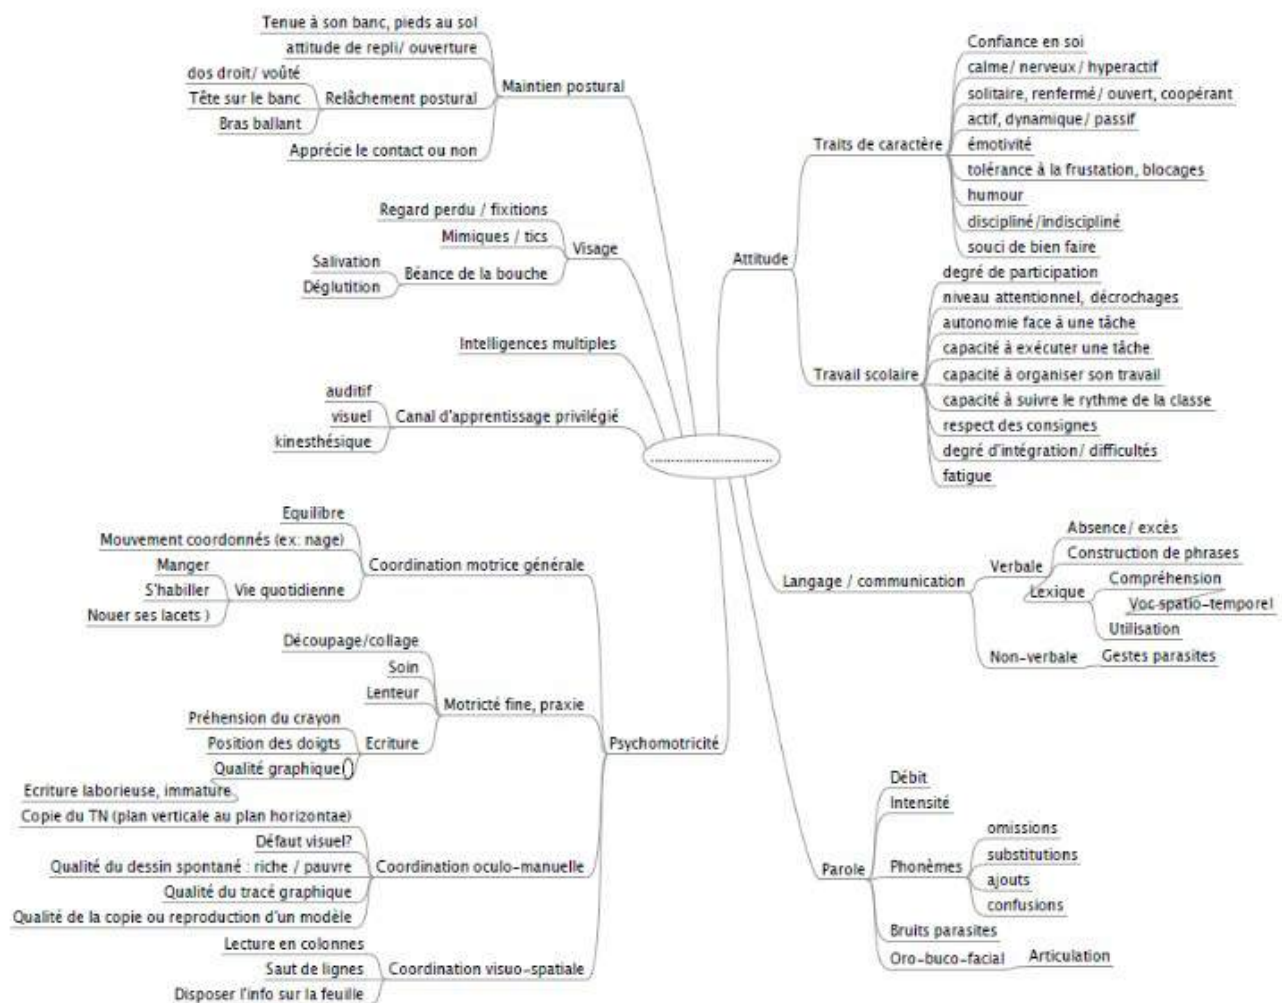 Tenue à son banc, pieds au sol
attitude de repli/ ouverture
dos droit/ voûté
Tête sur le banc
Bras ballant
Relâchement postural
Apprécie le contact ou non
Maintien postural
Regard perdu / fixitions
Mimiques / tics
Salivation
Déglutition
Béance de la bouche
Visage
Intelligences multiples
auditif
visuel
kinesthésique
Canal d'apprentissage privilégié
Equilibre
Mouvement coordonnés (ex: nage)
Manger
S'habiller
Nouer ses lacets )
Vie quotidienne
Coordination motrice générale
Découpage/collage
Soin
Lenteur
Préhension du crayon
Position des doigts
Qualité graphique
Ecriture laborieuse, immature
Ecriture
Motricté fine, praxie
Copie du TN (plan verticale au plan horizontae)
Défaut visuel?
Qualité du dessin spontané : riche / pauvre
Qualité du tracé graphique
Qualité de la copie ou reproduction d'un modèle
Coordination oculo-manuelle
Lecture en colonnes
Saut de lignes
Disposer l'info sur la feuille
Coordination visuo-spatiale
Psychomotricité
Attitude
Traits de caractère
Confiance en soi
calme/ nerveux/ hyperactif
solitaire, renfermé/ ouvert, coopérant
actif, dynamique/ passif
émotivité
tolérance à la frustation, blocages
humour
discipliné/indiscipliné
souci de bien faire
Travail scolaire
degré de participation
niveau attentionnel, décrochages
autonomie face à une tâche
capacité à exécuter une tâche
capacité à organiser son travail
capacité à suivre le rythme de la classe
respect des consignes
degré d'intégration/ difficultés
fatigue
Langage / communication
Verbale
Absence/ excès
Construction de phrases
Lexique
Compréhension
Voc spatio-temporel
Utilisation
Non-verbale
Gestes parasites
Parole
Débit
Intensité
Phonèmes
omissions
substitutions
ajouts
confusions
Bruits parasites
Oro-buco-facial
Articulation